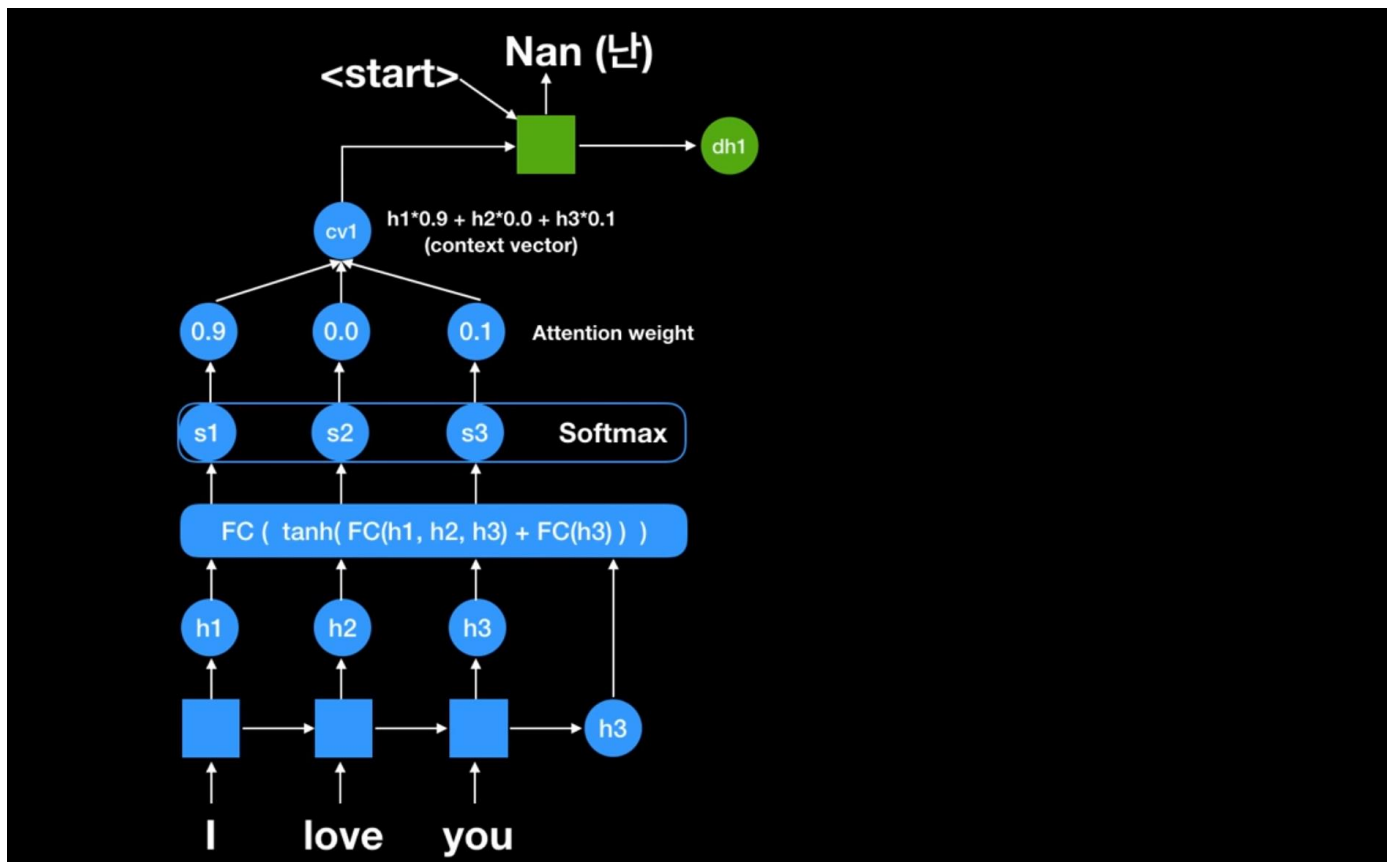 Nan (난)
<start>
dh1
cv1
h1*0.9 + h2*0.0 + h3*0.1
(context vector)
0.9 0.0 0.1 Attention weight
s1 s2 s3 Softmax
FC ( tanh( FC(h1, h2, h3) + FC(h3) ) )
h1 h2 h3
h3
I love you